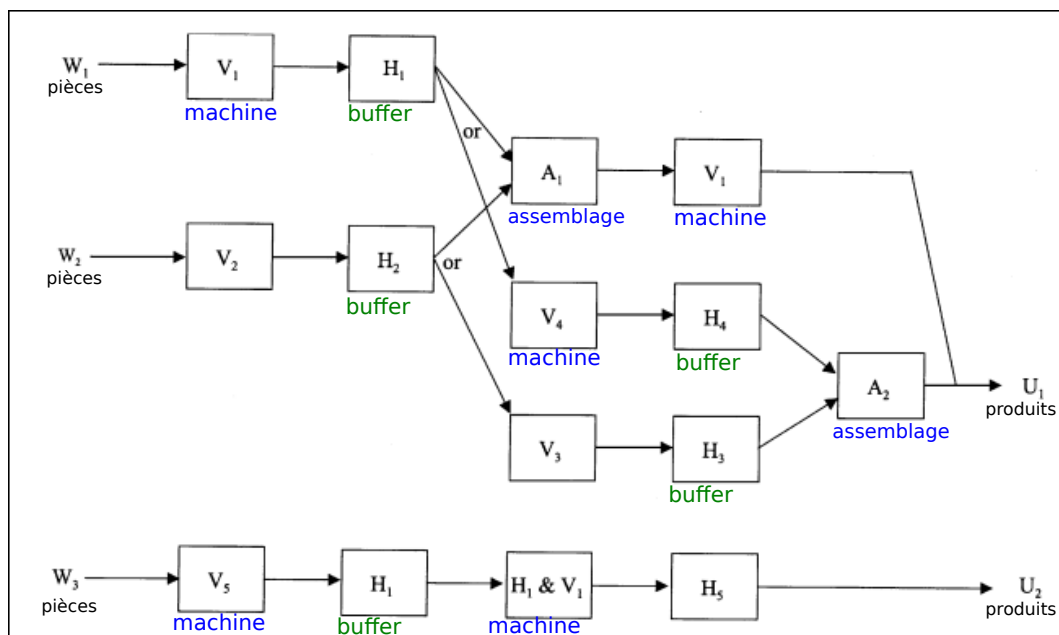 W₁
pièces
V₁
machine
H₁
buffer
or
A₁
assemblage
V₁
machine
W₂
pièces
V₂
H₂
buffer
or
V₄
machine
H₄
buffer
A₂
assemblage
U₁
produits
V₃
H₃
buffer
W₃
pièces
V₅
machine
H₁
buffer
H₁ & V₁
machine
H₅
U₂
produits